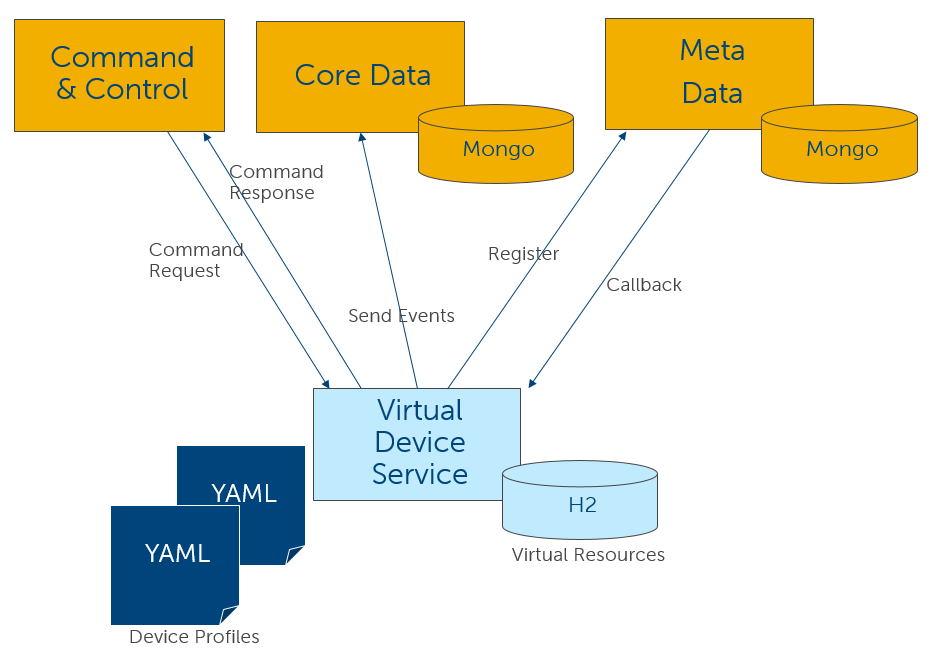 Command
& Control
Core Data
Meta
Data
Mongo
Mongo
Command
Response
Command
Request
Register
Callback
Send Events
Virtual
Device
Service
YAML
H2
YAML
Virtual Resources
Device Profiles